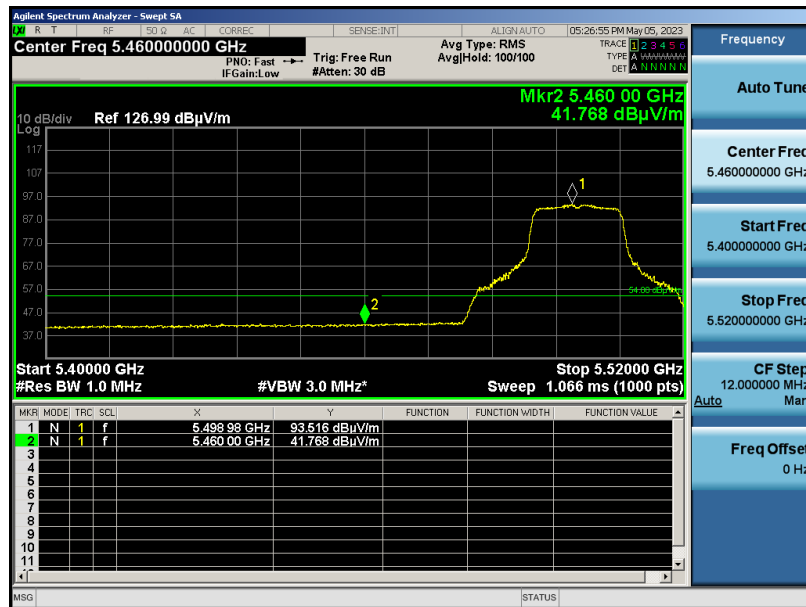 Agilent Spectrum Analyzer - Swept SA
LXI R T RF 50 Ω AC CORREC SENSE:INT ALIGN AUTO 05:26:55 PM May 05, 2023
Center Freq 5.460000000 GHz
PNO: Fast
IFGain:Low
Trig: Free Run
#Atten: 30 dB
Avg Type: RMS
Avg|Hold: 100/100
TRACE 1 2 3 4 5 6
TYPE A
DET A N N N N N
Mkr2 5.460 00 GHz
41.768 dBµV/m
10 dB/div Ref 126.99 dBµV/m
Log
117
107
97.0
87.0
77.0
67.0
57.0
47.0
37.0
1
2
Start 5.40000 GHz Stop 5.52000 GHz
#Res BW 1.0 MHz #VBW 3.0 MHz* Sweep 1.066 ms (1000 pts)
MKR MODE TRC SCL X Y FUNCTION FUNCTION WIDTH FUNCTION VALUE
1 N 1 f 5.498 98 GHz 93.516 dBµV/m
2 N 1 f 5.460 00 GHz 41.768 dBµV/m
3
4
5
6
7
8
9
10
11
MSG STATUS
Frequency
Auto Tune
Center Freq
5.460000000 GHz
Start Freq
5.400000000 GHz
Stop Freq
5.520000000 GHz
CF Step
12.000000 MHz
Auto Man
Freq Offset
0 Hz